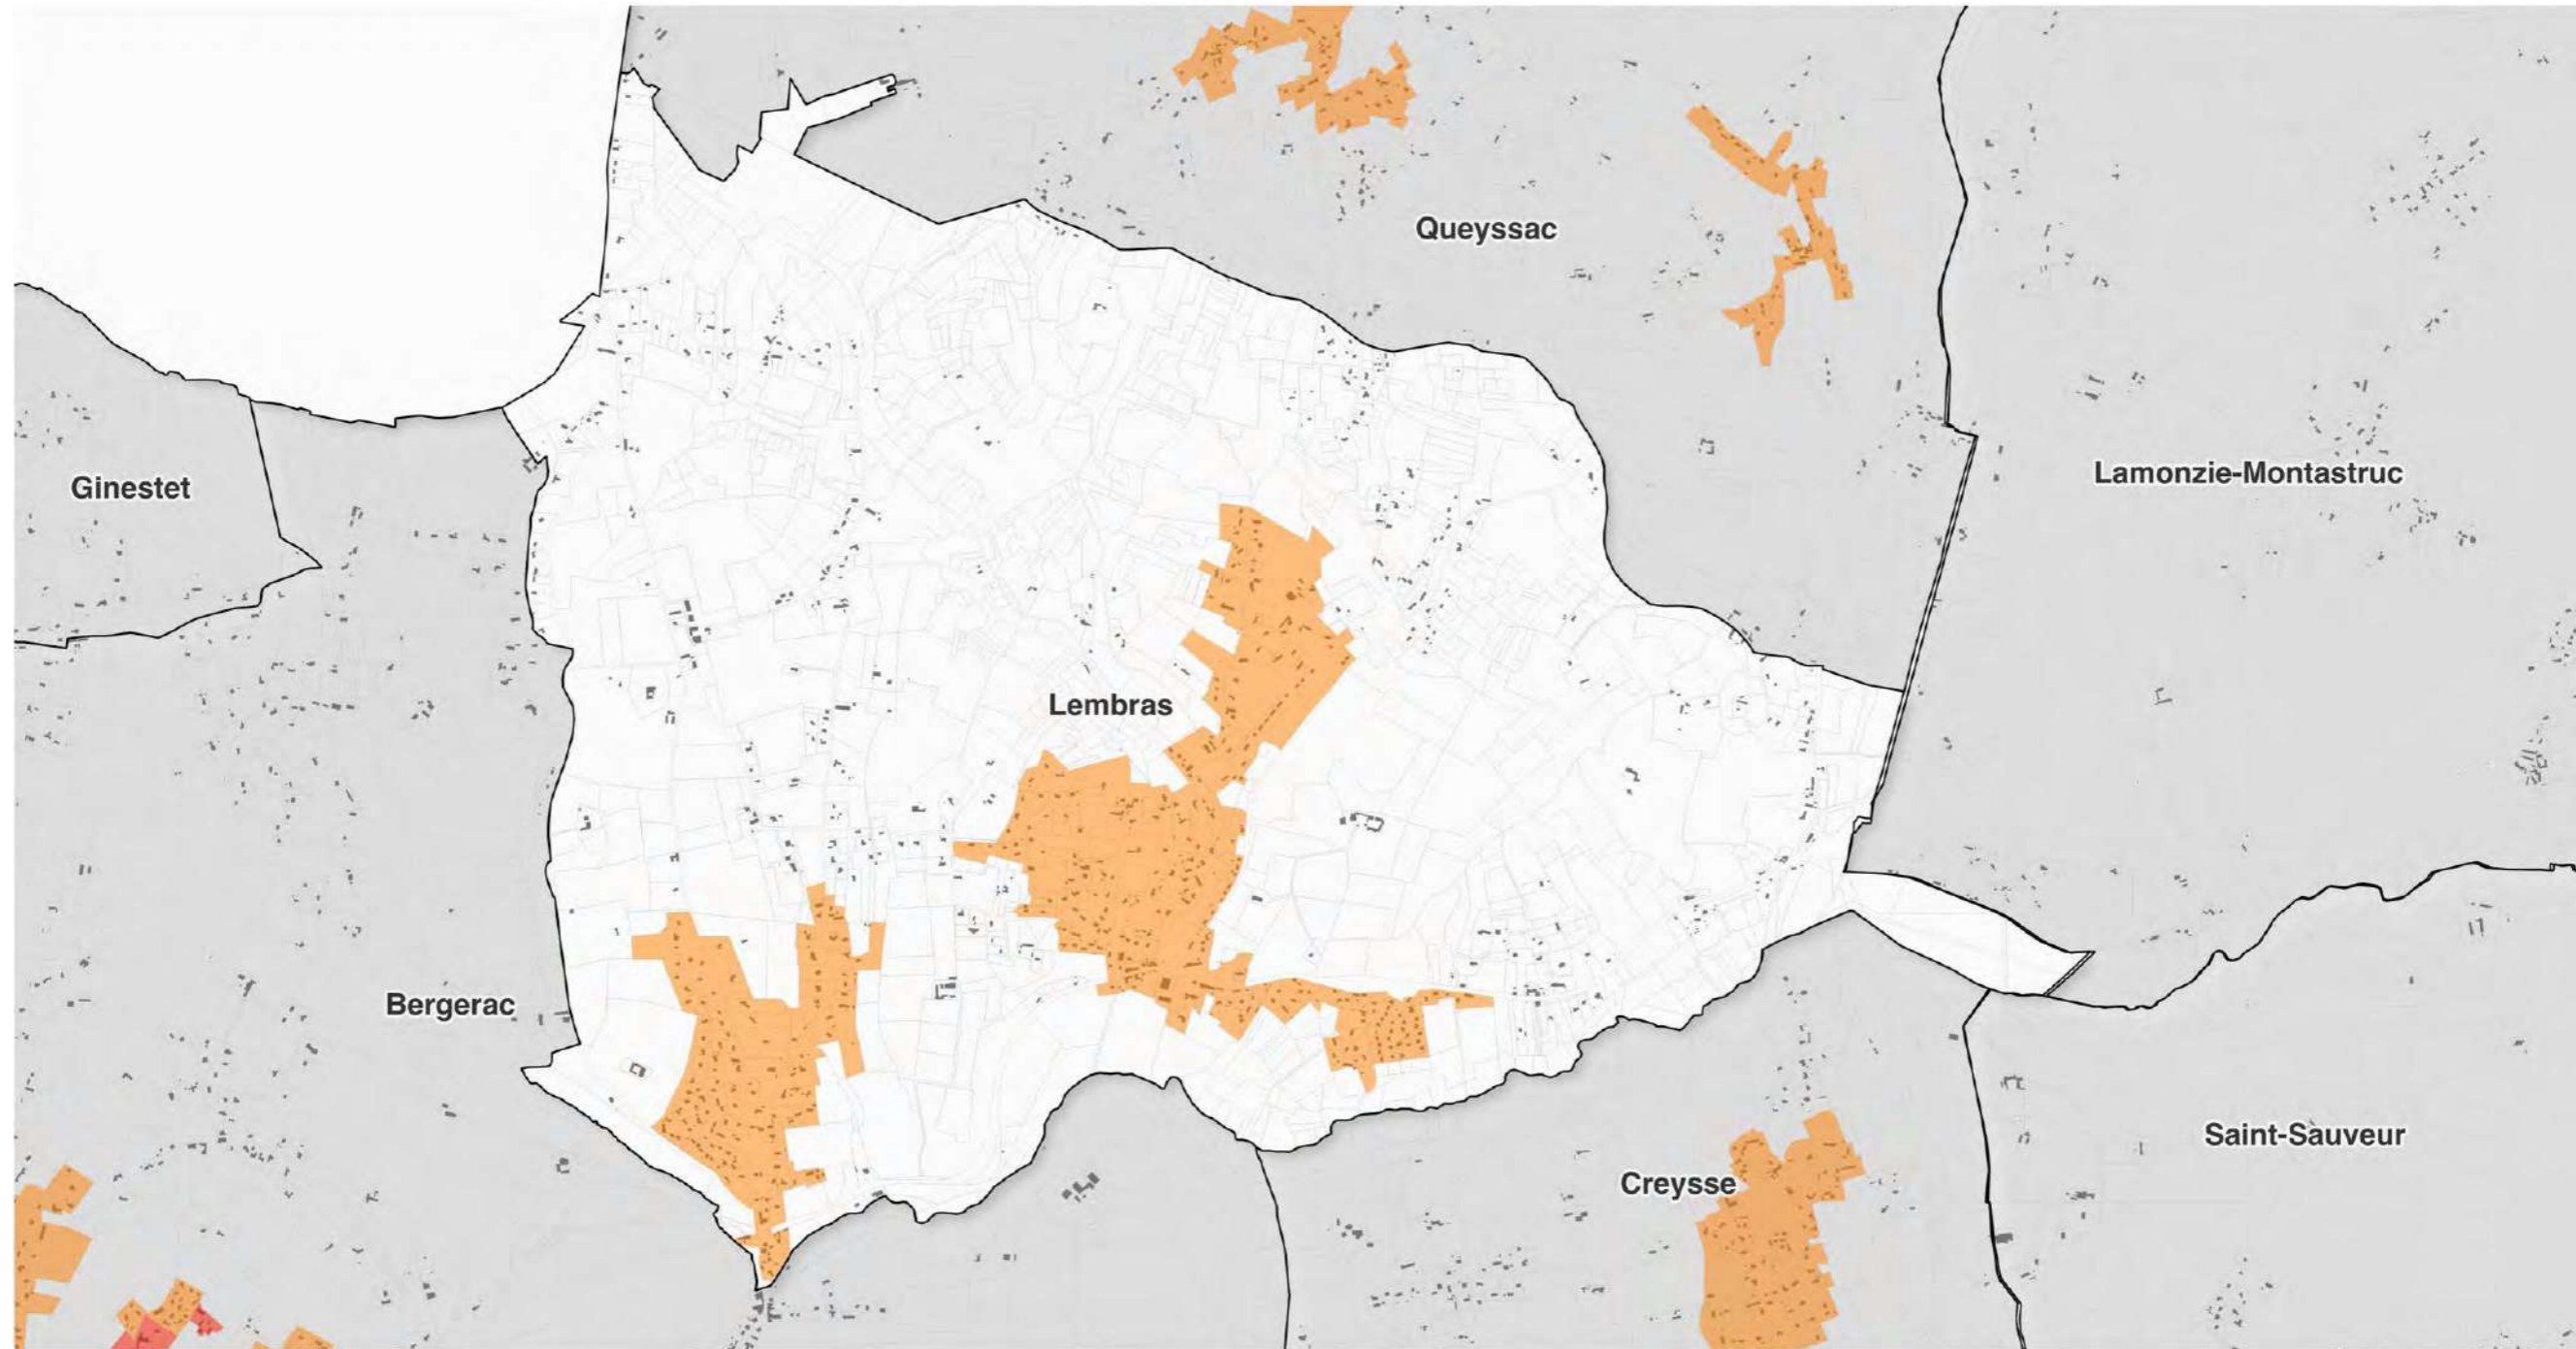 Queyssac
Ginestet
Lamonzie-Montastruc
Lembras
Bergerac
Saint-Sauveur
Creysse